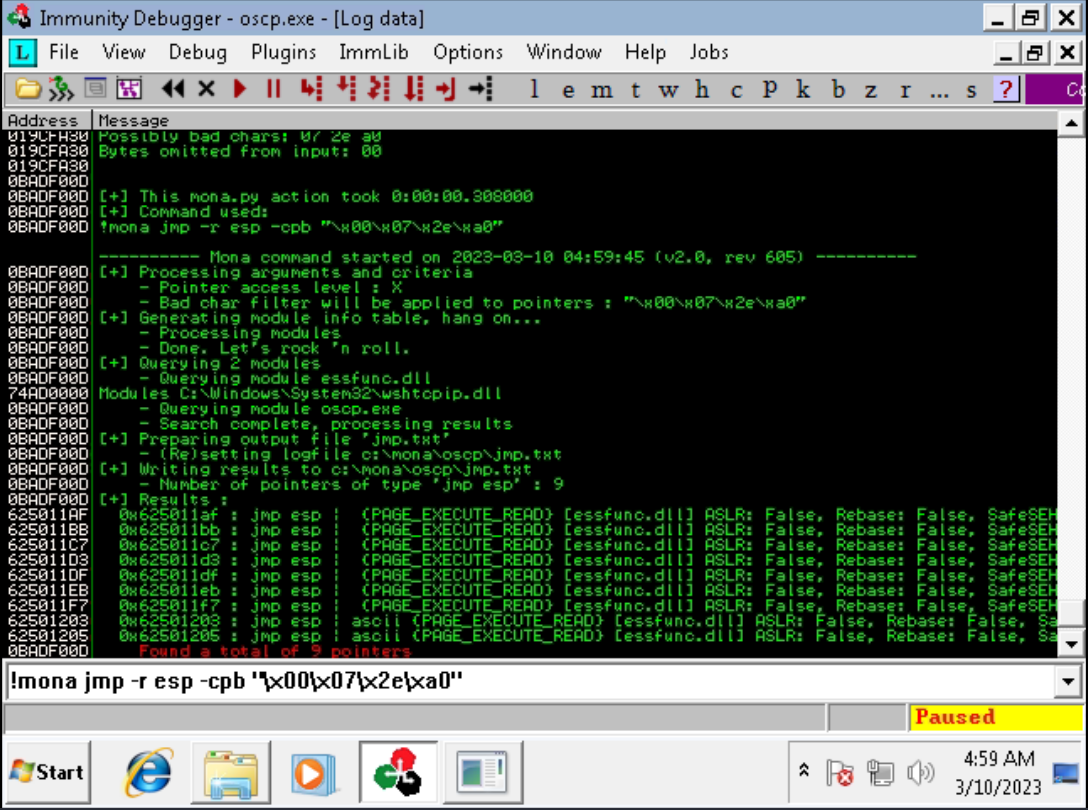 Immunity Debugger - oscp.exe - [Log data]
L File View Debug Plugins ImmLib Options Window Help Jobs
l e m t w h c P k b z r ... s ?
Address Message
019CFA30 Possibly bad chars: 07 2e a0
019CFA30 Bytes omitted from input: 00
019CFA30
0BADF00D
0BADF00D [+] This mona.py action took 0:00:00.308000
0BADF00D [+] Command used:
0BADF00D !mona jmp -r esp -cpb "\x00\x07\x2e\xa0"
---------- Mona command started on 2023-03-10 04:59:45 (v2.0, rev 605) ----------
0BADF00D [+] Processing arguments and criteria
0BADF00D - Pointer access level : X
0BADF00D - Bad char filter will be applied to pointers : "\x00\x07\x2e\xa0"
0BADF00D [+] Generating module info table, hang on...
0BADF00D - Processing modules
0BADF00D - Done. Let's rock 'n roll.
0BADF00D [+] Querying 2 modules
0BADF00D - Querying module essfunc.dll
74AD0000 Modules C:\Windows\System32\wshtcpip.dll
0BADF00D - Querying module oscp.exe
0BADF00D - Search complete, processing results
0BADF00D [+] Preparing output file 'jmp.txt'
0BADF00D - (Re)setting logfile c:\mona\oscp\jmp.txt
0BADF00D [+] Writing results to c:\mona\oscp\jmp.txt
0BADF00D - Number of pointers of type 'jmp esp' : 9
0BADF00D [+] Results :
625011AF 0x625011af : jmp esp | {PAGE_EXECUTE_READ} [essfunc.dll] ASLR: False, Rebase: False, SafeSEH
625011BB 0x625011bb : jmp esp | {PAGE_EXECUTE_READ} [essfunc.dll] ASLR: False, Rebase: False, SafeSEH
625011C7 0x625011c7 : jmp esp | {PAGE_EXECUTE_READ} [essfunc.dll] ASLR: False, Rebase: False, SafeSEH
625011D3 0x625011d3 : jmp esp | {PAGE_EXECUTE_READ} [essfunc.dll] ASLR: False, Rebase: False, SafeSEH
625011DF 0x625011df : jmp esp | {PAGE_EXECUTE_READ} [essfunc.dll] ASLR: False, Rebase: False, SafeSEH
625011EB 0x625011eb : jmp esp | {PAGE_EXECUTE_READ} [essfunc.dll] ASLR: False, Rebase: False, SafeSEH
625011F7 0x625011f7 : jmp esp | {PAGE_EXECUTE_READ} [essfunc.dll] ASLR: False, Rebase: False, SafeSEH
62501203 0x62501203 : jmp esp | ascii {PAGE_EXECUTE_READ} [essfunc.dll] ASLR: False, Rebase: False, Sa
62501205 0x62501205 : jmp esp | ascii {PAGE_EXECUTE_READ} [essfunc.dll] ASLR: False, Rebase: False, Sa
0BADF00D Found a total of 9 pointers
!mona jmp -r esp -cpb "\x00\x07\x2e\xa0"
Paused
Start
4:59 AM
3/10/2023